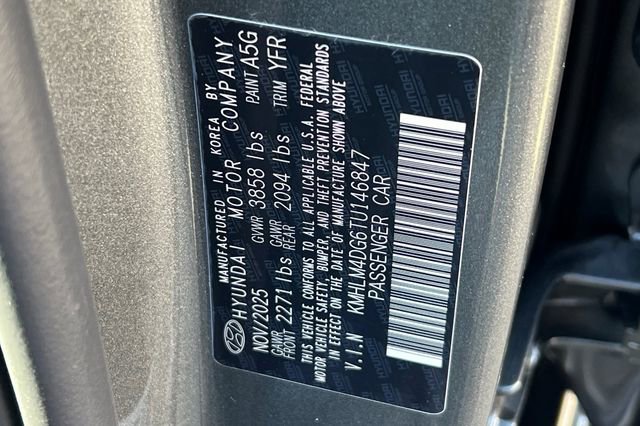 MANUFACTURED IN KOREA BY
HYUNDAI MOTOR COMPANY
NOV/2025 GVWR 3858 lbs PAINT A5G
GAWR FRONT 2271 lbs GAWR REAR 2094 lbs TRIM YFR
THIS VEHICLE CONFORMS TO ALL APPLICABLE U.S.A. FEDERAL
MOTOR VEHICLE SAFETY, BUMPER, AND THEFT PREVENTION STANDARDS
IN EFFECT ON THE DATE OF MANUFACTURE SHOWN ABOVE
V.I.N KMHLM4DG6TU146847
PASSENGER CAR